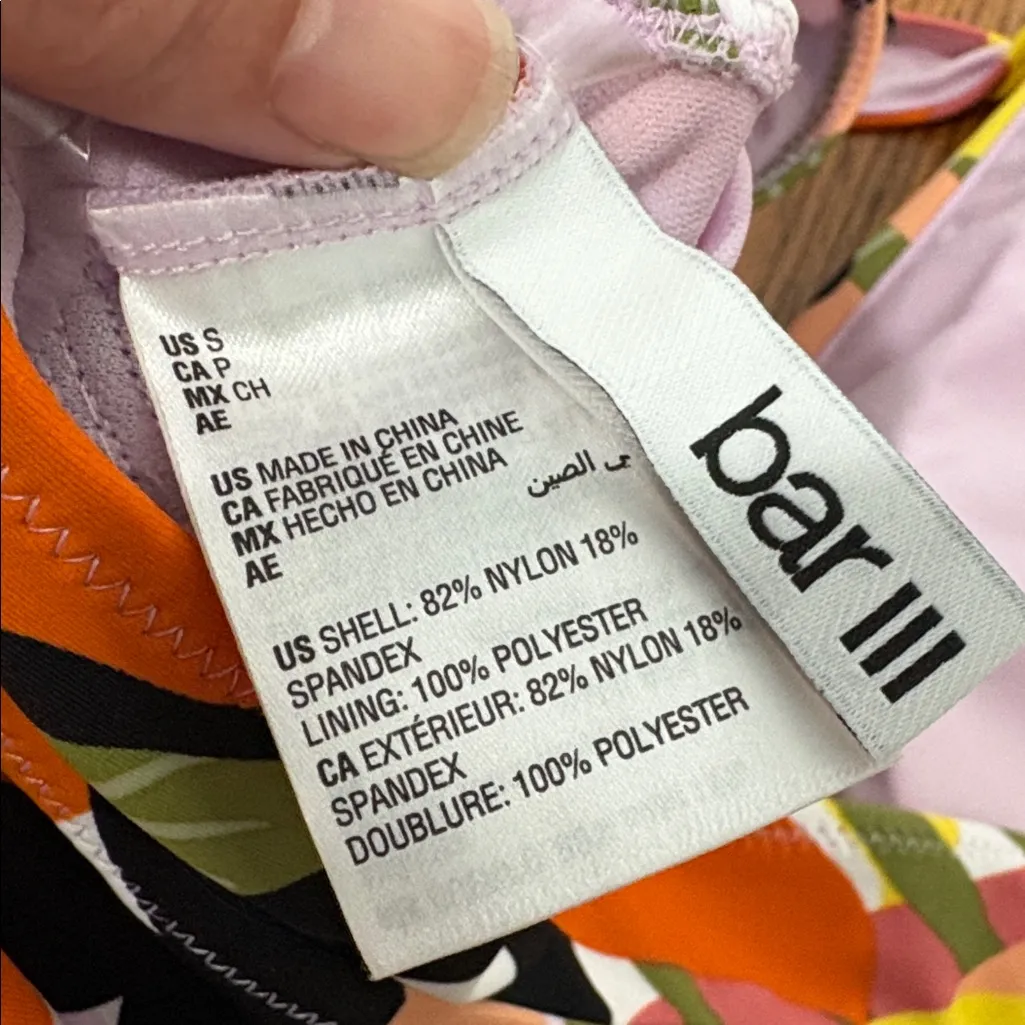 US S
CA P
MX CH
AE
US MADE IN CHINA
CA FABRIQUÉ EN CHINE
MX HECHO EN CHINA
AE
الصين
US SHELL: 82% NYLON 18%
SPANDEX
LINING: 100% POLYESTER
CA EXTÉRIEUR: 82% NYLON 18%
SPANDEX
DOUBLURE: 100% POLYESTER
bar III